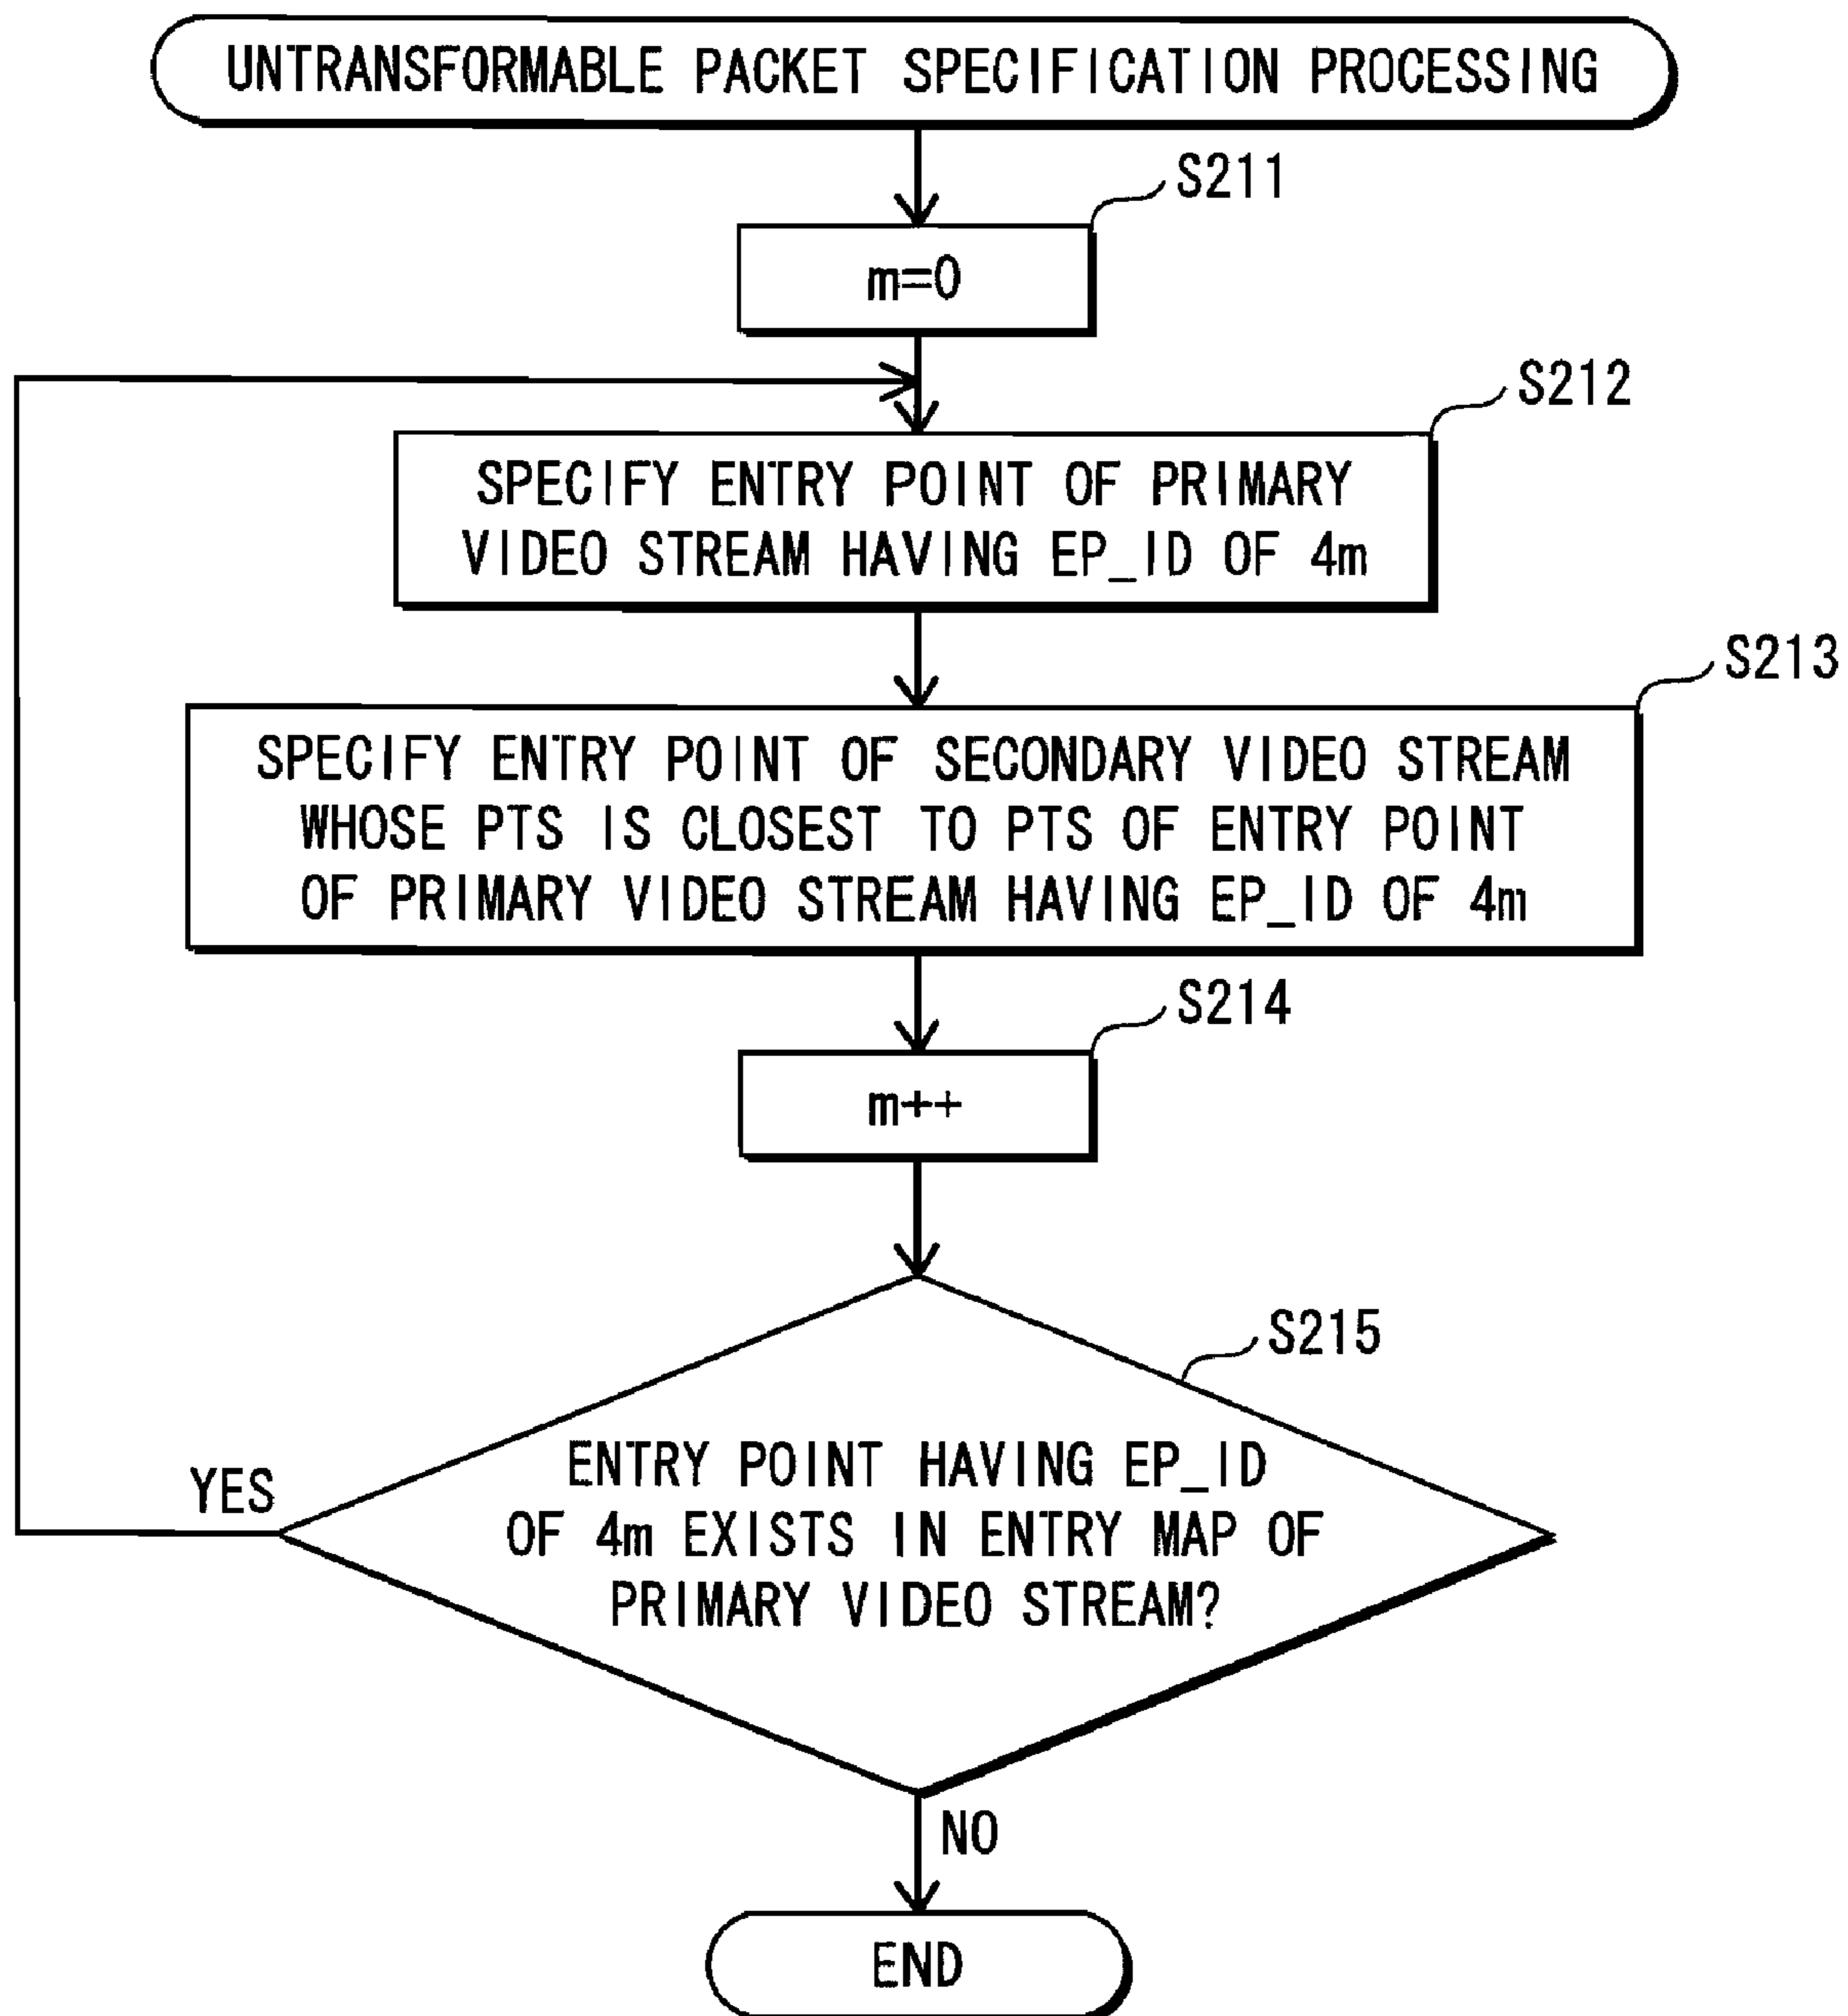 UNTRANSFORMABLE PACKET SPECIFICATION PROCESSING
S211
m=0
S212
SPECIFY ENTRY POINT OF PRIMARY
VIDEO STREAM HAVING EP_ID OF 4m
S213
SPECIFY ENTRY POINT OF SECONDARY VIDEO STREAM
WHOSE PTS IS CLOSEST TO PTS OF ENTRY POINT
OF PRIMARY VIDEO STREAM HAVING EP_ID OF 4m
S214
m++
S215
ENTRY POINT HAVING EP_ID
OF 4m EXISTS IN ENTRY MAP OF
PRIMARY VIDEO STREAM?
YES
NO
END